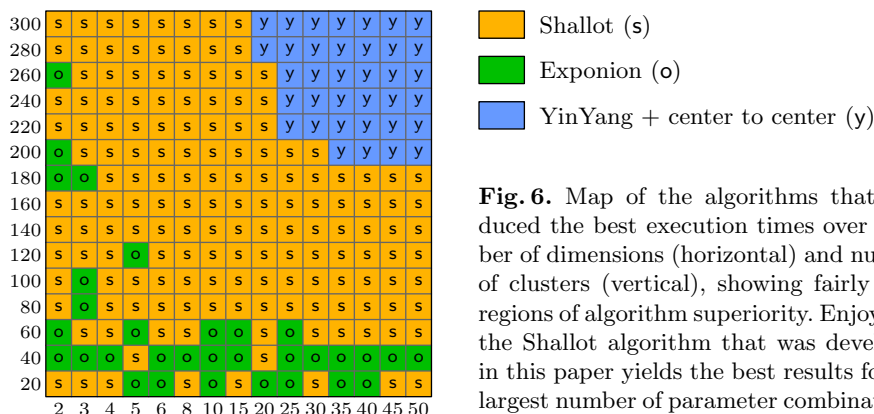 300 s s s s s s s s y y y y y y y
280 s s s s s s s s y y y y y y y
260 o s s s s s s s s y y y y y y
240 s s s s s s s s s y y y y y y
220 s s s s s s s s s y y y y y y
200 o s s s s s s s s s s y y y y
180 o o s s s s s s s s s s s s s
160 s s s s s s s s s s s s s s s
140 s s s s s s s s s s s s s s s
120 s s s o s s s s s s s s s s s
100 s o s s s s s s s s s s s s s
80 s o s s s s s s s s s s s s s
60 o s s o s s o o s o s s s s s
40 o o o s o o o o s o o o o o o
20 s s s o o s o s o o s o o s s
2 3 4 5 6 8 10 15 20 25 30 35 40 45 50
Shallot (s)
Exponion (o)
YinYang + center to center (y)
Fig. 6. Map of the algorithms that
duced the best execution times over
ber of dimensions (horizontal) and nu
of clusters (vertical), showing fairly
regions of algorithm superiority. Enjoy
the Shallot algorithm that was deve
in this paper yields the best results fo
largest number of parameter combina